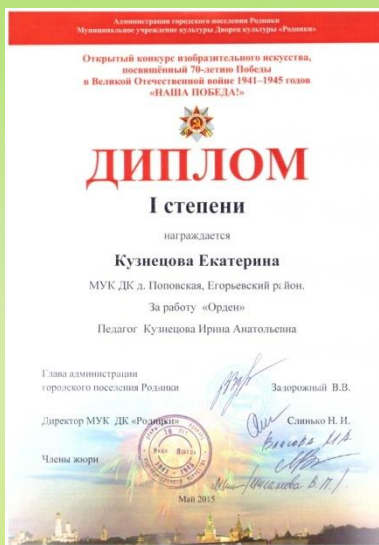 Администрация городского поселения Родники
Муниципальное учреждение культуры Дворец культуры «Родники»
Открытый конкурс изобразительного искусства,
посвящённый 70-летию Победы
в Великой Отечественной войне 1941–1945 годов
«НАША ПОБЕДА!»
ДИПЛОМ
I степени
награждается
Кузнецова Екатерина
МУК ДК д. Поповская, Егорьевский район.
За работу «Орден»
Педагог Кузнецова Ирина Анатольевна
Глава администрации
городского поселения Родники Задорожный В.В.
Директор МУК ДК «Родники» Слинько Н. И.
Члены жюри
Май 2015